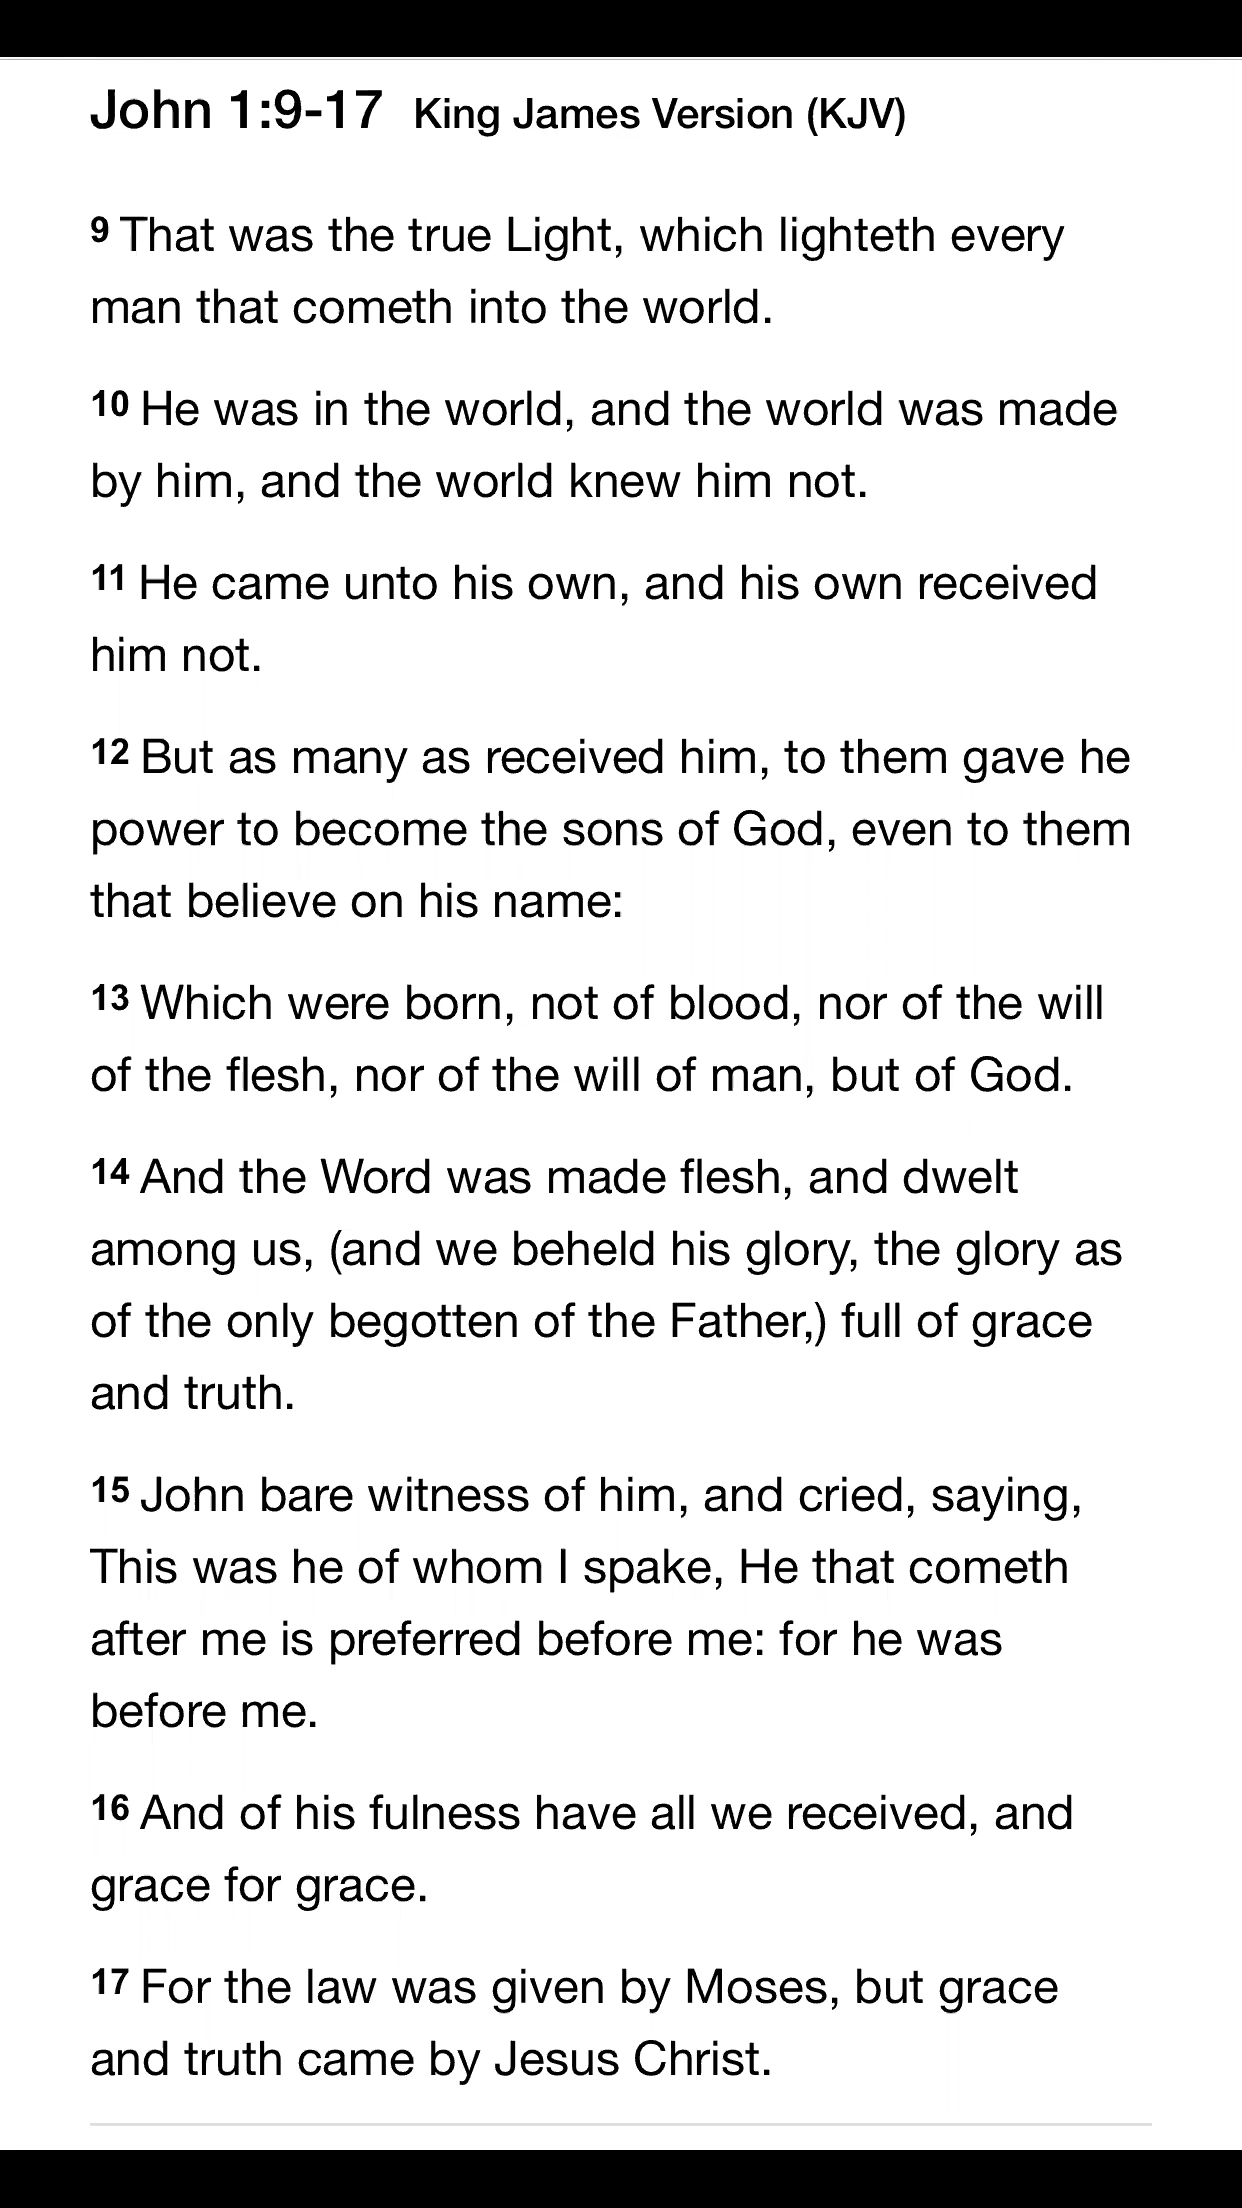 John 1:9-17 King James Version (KJV)
9 That was the true Light, which lighteth every
man that cometh into the world.
10 He was in the world, and the world was made
by him, and the world knew him not.
11 He came unto his own, and his own received
him not.
12 But as many as received him, to them gave he
power to become the sons of God, even to them
that believe on his name:
13 Which were born, not of blood, nor of the will
of the flesh, nor of the will of man, but of God.
14 And the Word was made flesh, and dwelt
among us, (and we beheld his glory, the glory as
of the only begotten of the Father,) full of grace
and truth.
15 John bare witness of him, and cried, saying,
This was he of whom I spake, He that cometh
after me is preferred before me: for he was
before me.
16 And of his fulness have all we received, and
grace for grace.
17 For the law was given by Moses, but grace
and truth came by Jesus Christ.